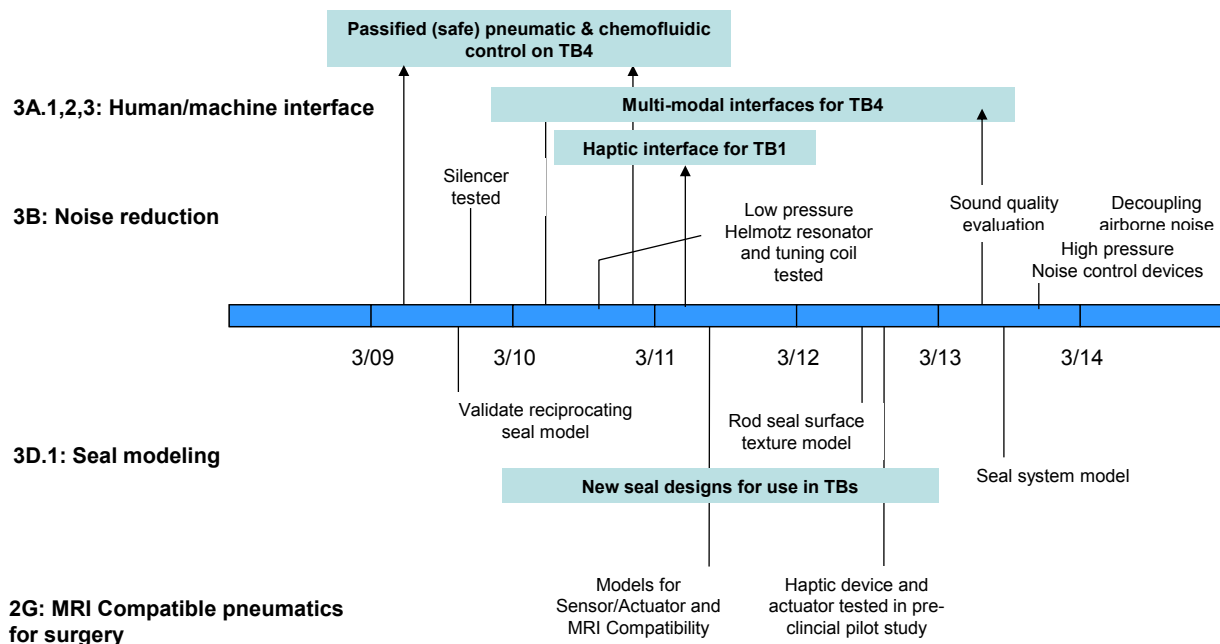 Passified (safe) pneumatic & chemofluidic
control on TB4
3A.1,2,3: Human/machine interface
Multi-modal interfaces for TB4
Haptic interface for TB1
Silencer
tested
3B: Noise reduction
Low pressure
Helmotz resonator
and tuning coil
tested
Sound quality
evaluation
Decoupling
airborne noise
High pressure
Noise control devices
3/09
3/10
3/11
3/12
3/13
3/14
Validate reciprocating
seal model
Rod seal surface
texture model
3D.1: Seal modeling
Seal system model
New seal designs for use in TBs
2G: MRI Compatible pneumatics
for surgery
Models for
Sensor/Actuator and
MRI Compatibility
Haptic device and
actuator tested in pre-
clincial pilot study